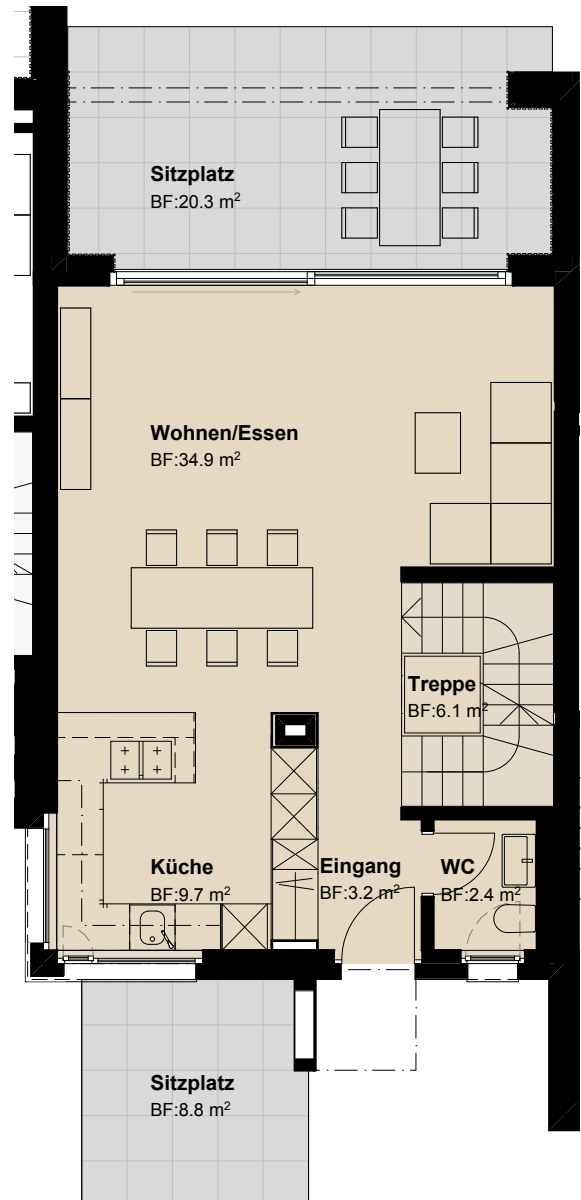 Sitzplatz
BF:20.3 m²
Wohnen/Essen
BF:34.9 m²
Treppe
BF:6.1 m²
Küche
BF:9.7 m²
Eingang
BF:3.2 m²
WC
BF:2.4 m²
Sitzplatz
BF:8.8 m²